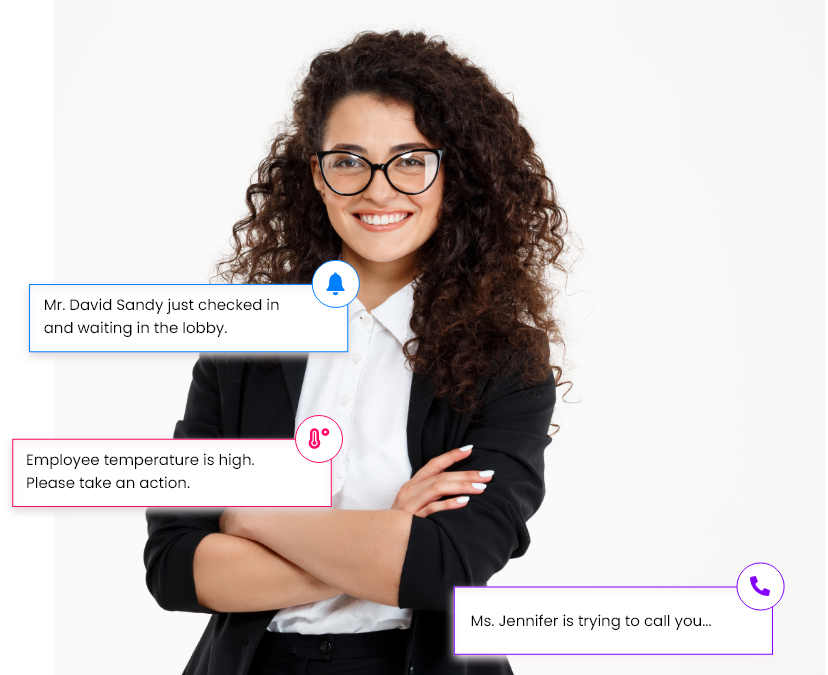 Mr. David Sandy just checked in
and waiting in the lobby.
Employee temperature is high.
Please take an action.
Ms. Jennifer is trying to call you...